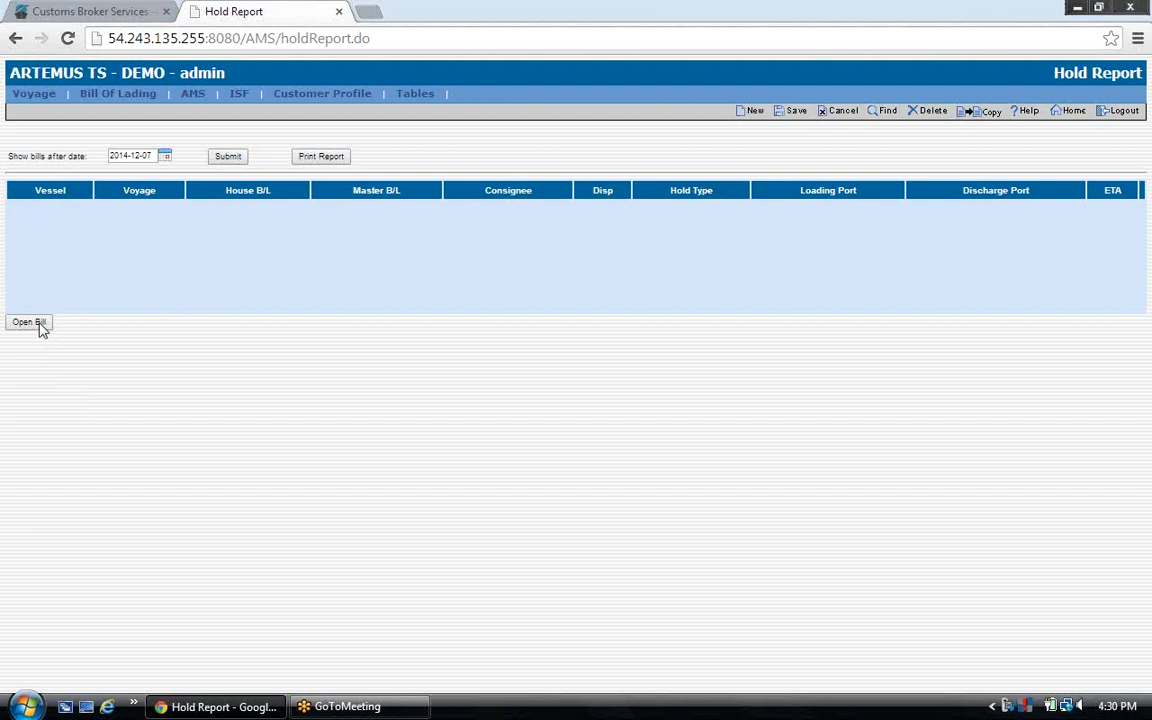 Customs Broker Services
Hold Report
54.243.135.255:8080/AMS/holdReport.do
ARTEMUS TS - DEMO - admin
Hold Report
Voyage | Bill Of Lading | AMS | ISF | Customer Profile | Tables |
New Save Cancel Find Delete Copy Help Home Logout
Show bills after date: 2014-12-07 Submit Print Report
Vessel Voyage House B/L Master B/L Consignee Disp Hold Type Loading Port Discharge Port ETA
Open Bill
Hold Report - Googl... GoToMeeting 4:30 PM